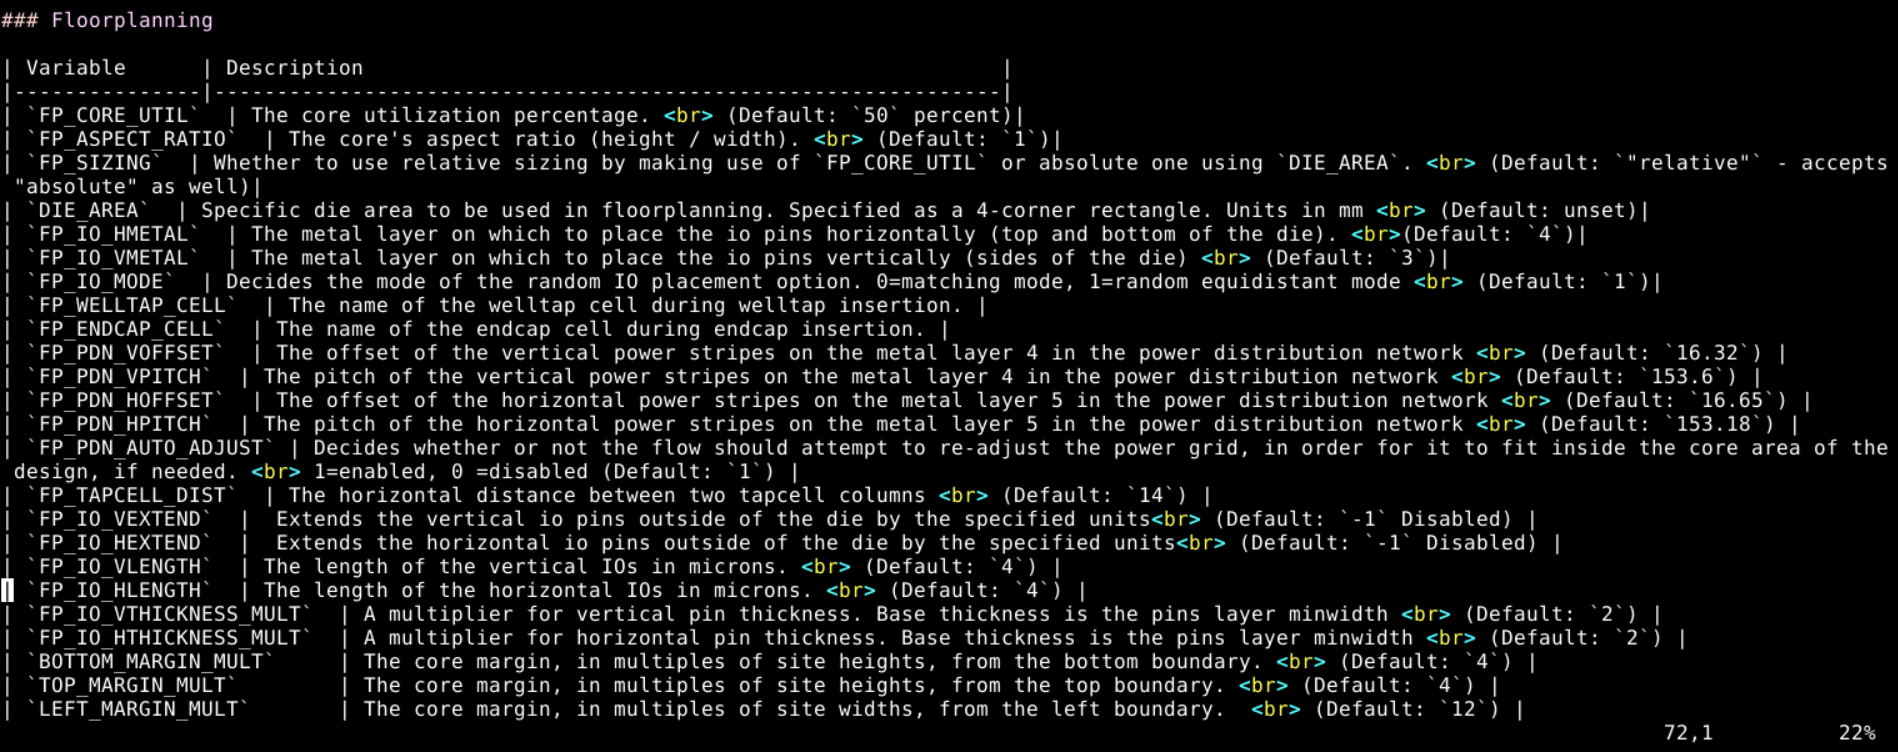 ### Floorplanning
| Variable      | Description                                                   |
|---------------|---------------------------------------------------------------|
| `FP_CORE_UTIL`  | The core utilization percentage. <br> (Default: `50` percent)|
| `FP_ASPECT_RATIO`  | The core's aspect ratio (height / width). <br> (Default: `1`)|
| `FP_SIZING`  | Whether to use relative sizing by making use of `FP_CORE_UTIL` or absolute one using `DIE_AREA`. <br> (Default: `"relative"` - accepts
"absolute" as well)|
| `DIE_AREA`  | Specific die area to be used in floorplanning. Specified as a 4-corner rectangle. Units in mm <br> (Default: unset)|
| `FP_IO_HMETAL`  | The metal layer on which to place the io pins horizontally (top and bottom of the die). <br>(Default: `4`)|
| `FP_IO_VMETAL`  | The metal layer on which to place the io pins vertically (sides of the die) <br> (Default: `3`)|
| `FP_IO_MODE`  | Decides the mode of the random IO placement option. 0=matching mode, 1=random equidistant mode <br> (Default: `1`)|
| `FP_WELLTAP_CELL`  | The name of the welltap cell during welltap insertion. |
| `FP_ENDCAP_CELL`  | The name of the endcap cell during endcap insertion. |
| `FP_PDN_VOFFSET`  | The offset of the vertical power stripes on the metal layer 4 in the power distribution network <br> (Default: `16.32`) |
| `FP_PDN_VPITCH`  | The pitch of the vertical power stripes on the metal layer 4 in the power distribution network <br> (Default: `153.6`) |
| `FP_PDN_HOFFSET`  | The offset of the horizontal power stripes on the metal layer 5 in the power distribution network <br> (Default: `16.65`) |
| `FP_PDN_HPITCH`  | The pitch of the horizontal power stripes on the metal layer 5 in the power distribution network <br> (Default: `153.18`) |
| `FP_PDN_AUTO_ADJUST` | Decides whether or not the flow should attempt to re-adjust the power grid, in order for it to fit inside the core area of the
design, if needed. <br> 1=enabled, 0 =disabled (Default: `1`) |
| `FP_TAPCELL_DIST`  | The horizontal distance between two tapcell columns <br> (Default: `14`) |
| `FP_IO_VEXTEND`  |  Extends the vertical io pins outside of the die by the specified units<br> (Default: `-1` Disabled) |
| `FP_IO_HEXTEND`  |  Extends the horizontal io pins outside of the die by the specified units<br> (Default: `-1` Disabled) |
| `FP_IO_VLENGTH`  | The length of the vertical IOs in microns. <br> (Default: `4`) |
| `FP_IO_HLENGTH`  | The length of the horizontal IOs in microns. <br> (Default: `4`) |
| `FP_IO_VTHICKNESS_MULT`  | A multiplier for vertical pin thickness. Base thickness is the pins layer minwidth <br> (Default: `2`) |
| `FP_IO_HTHICKNESS_MULT`  | A multiplier for horizontal pin thickness. Base thickness is the pins layer minwidth <br> (Default: `2`) |
| `BOTTOM_MARGIN_MULT`     | The core margin, in multiples of site heights, from the bottom boundary. <br> (Default: `4`) |
| `TOP_MARGIN_MULT`        | The core margin, in multiples of site heights, from the top boundary. <br> (Default: `4`) |
| `LEFT_MARGIN_MULT`       | The core margin, in multiples of site widths, from the left boundary.  <br> (Default: `12`) |
72,1          22%